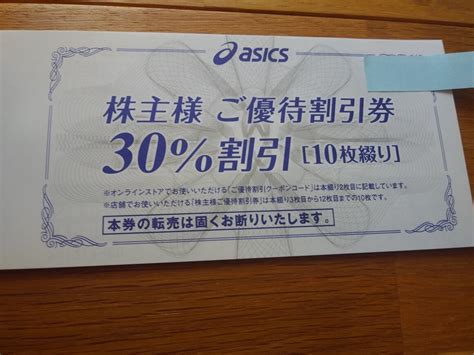 asics
株主様 ご優待割引券
30%割引 [10枚綴り]
※オンラインストアでお使いいただける「ご優待割引クーポンコード」は本綴り2枚目に記載しています。
※店舗でお使いいただける「株主様ご優待割引券」は本綴り3枚目から12枚目までの10枚です。
本券の転売は固くお断りいたします。